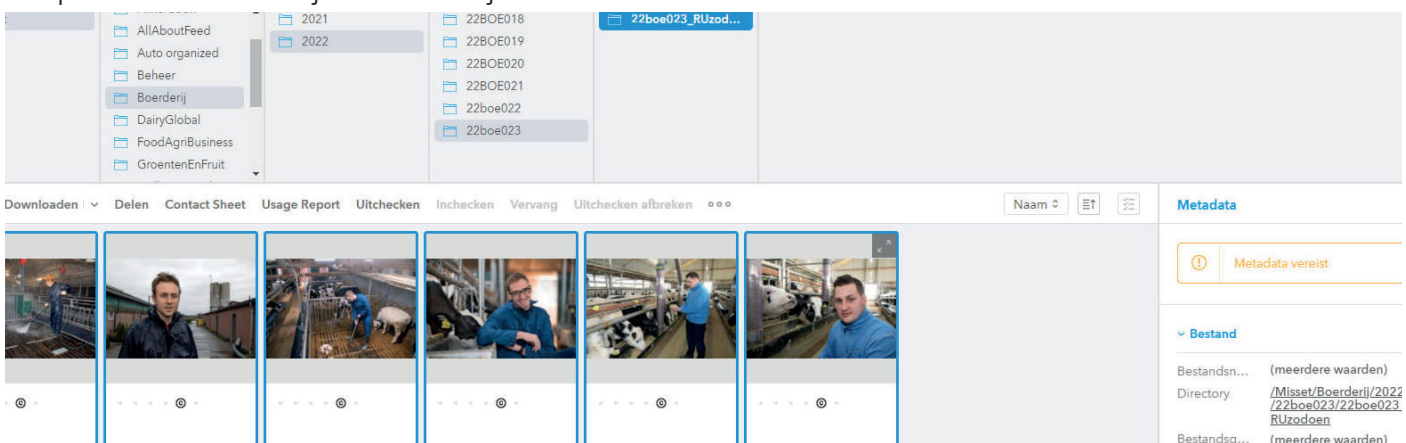 AllAboutFeed
Auto organized
Beheer
Boerderij
DairyGlobal
FoodAgriBusiness
GroentenEnFruit
2021
2022
22BOE018
22BOE019
22BOE020
22BOE021
22boe022
22boe023
22boe023_RUzod...
Downloaden Delen Contact Sheet Usage Report Uitchecken Inchecken Vervang Uitchecken afbreken Naam Metadata
Metadata vereist
Bestand
Bestandsn... (meerdere waarden)
Directory /Misset/Boerderij/2022
/22boe023/22boe023_
RUzodoen
Bestandsg... (meerdere waarden)
© © © © © ©